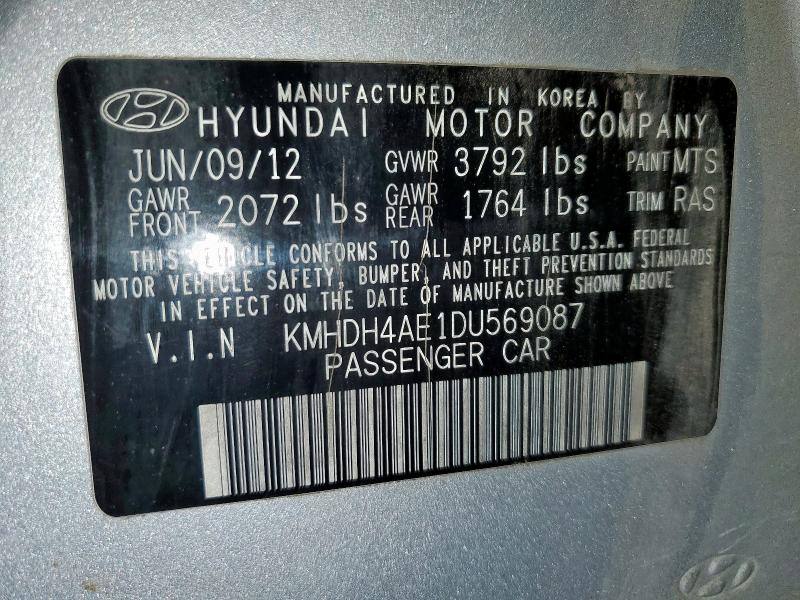 MANUFACTURED IN KOREA BY
HYUNDAI MOTOR COMPANY
JUN/09/12 GVWR 3792 lbs PAINT MTS
GAWR FRONT 2072 lbs GAWR REAR 1764 lbs TRIM RAS
THIS VEHICLE CONFORMS TO ALL APPLICABLE U.S.A. FEDERAL
MOTOR VEHICLE SAFETY, BUMPER, AND THEFT PREVENTION STANDARDS
IN EFFECT ON THE DATE OF MANUFACTURE SHOWN ABOVE
V.I.N KMHDH4AE1DU569087
PASSENGER CAR